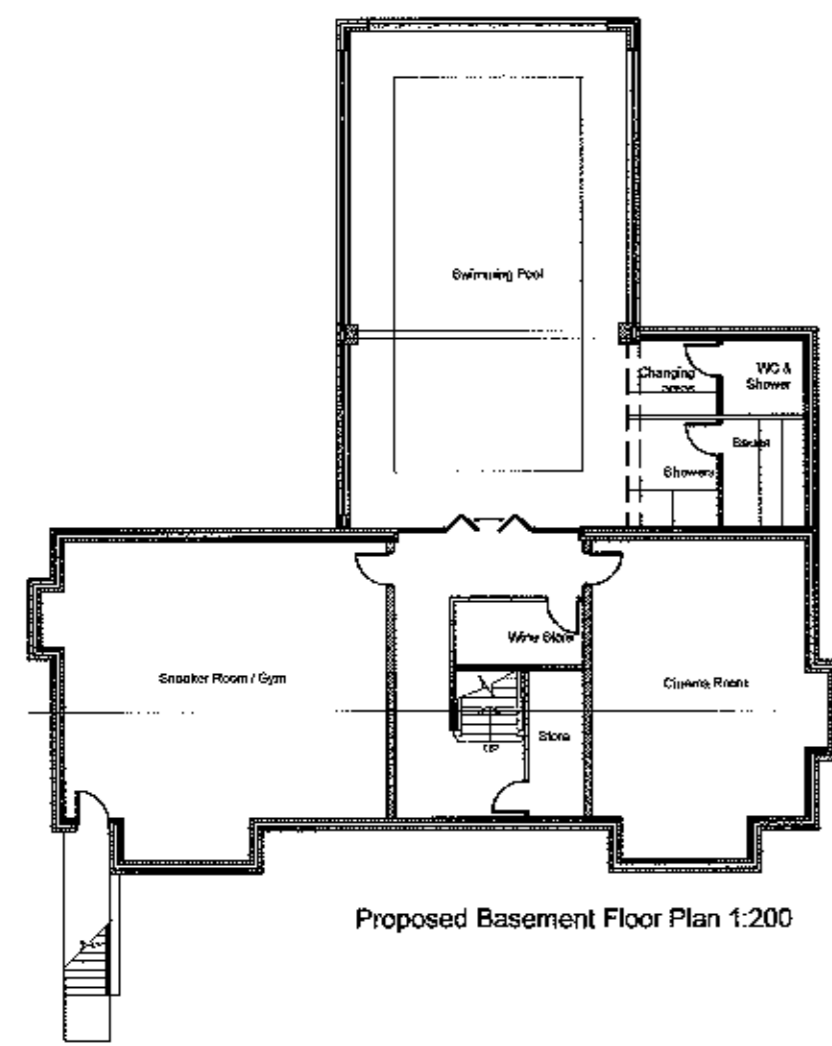 Swimming Pool
Changing
areas
WC &
Shower
Sauna
Showers
Wine Store
Snooker Room / Gym
Cinema Room
Store
UP
Proposed Basement Floor Plan 1:200